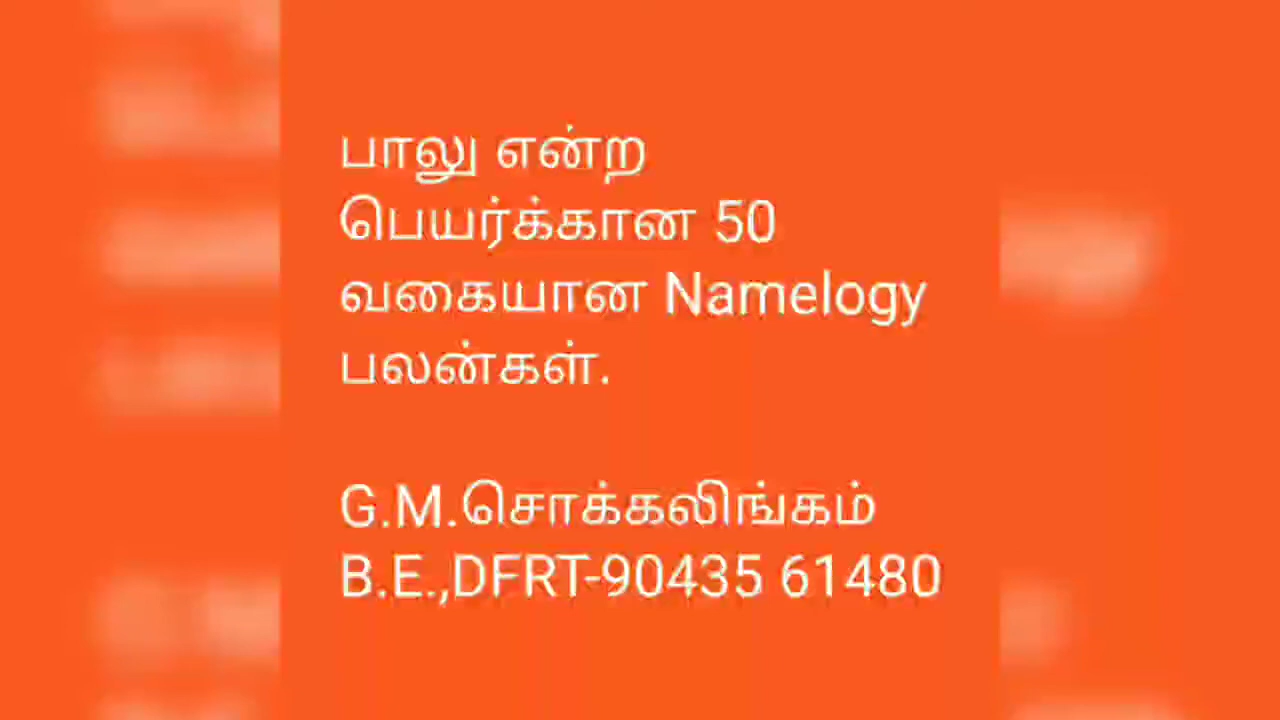 பாலு என்ற
பெயர்க்கான 50
வகையான Namelogy
பலன்கள்.
G.M.சொக்கலிங்கம்
B.E.,DFRT-90435 61480